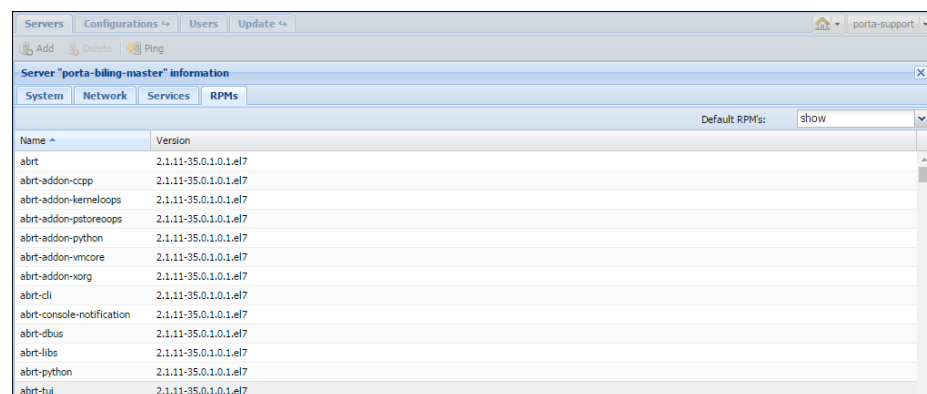 Servers Configurations ↪ Users Update ↪ porta-support
Add Delete Ping
Server "porta-biling-master" information
System Network Services RPMs
Default RPM's: show
Name Version
abrt 2.1.11-35.0.1.0.1.el7
abrt-addon-ccpp 2.1.11-35.0.1.0.1.el7
abrt-addon-kerneloops 2.1.11-35.0.1.0.1.el7
abrt-addon-pstoreoops 2.1.11-35.0.1.0.1.el7
abrt-addon-python 2.1.11-35.0.1.0.1.el7
abrt-addon-vmcore 2.1.11-35.0.1.0.1.el7
abrt-addon-xorg 2.1.11-35.0.1.0.1.el7
abrt-cli 2.1.11-35.0.1.0.1.el7
abrt-console-notification 2.1.11-35.0.1.0.1.el7
abrt-dbus 2.1.11-35.0.1.0.1.el7
abrt-libs 2.1.11-35.0.1.0.1.el7
abrt-python 2.1.11-35.0.1.0.1.el7
abrt-tui 2.1.11-35.0.1.0.1.el7